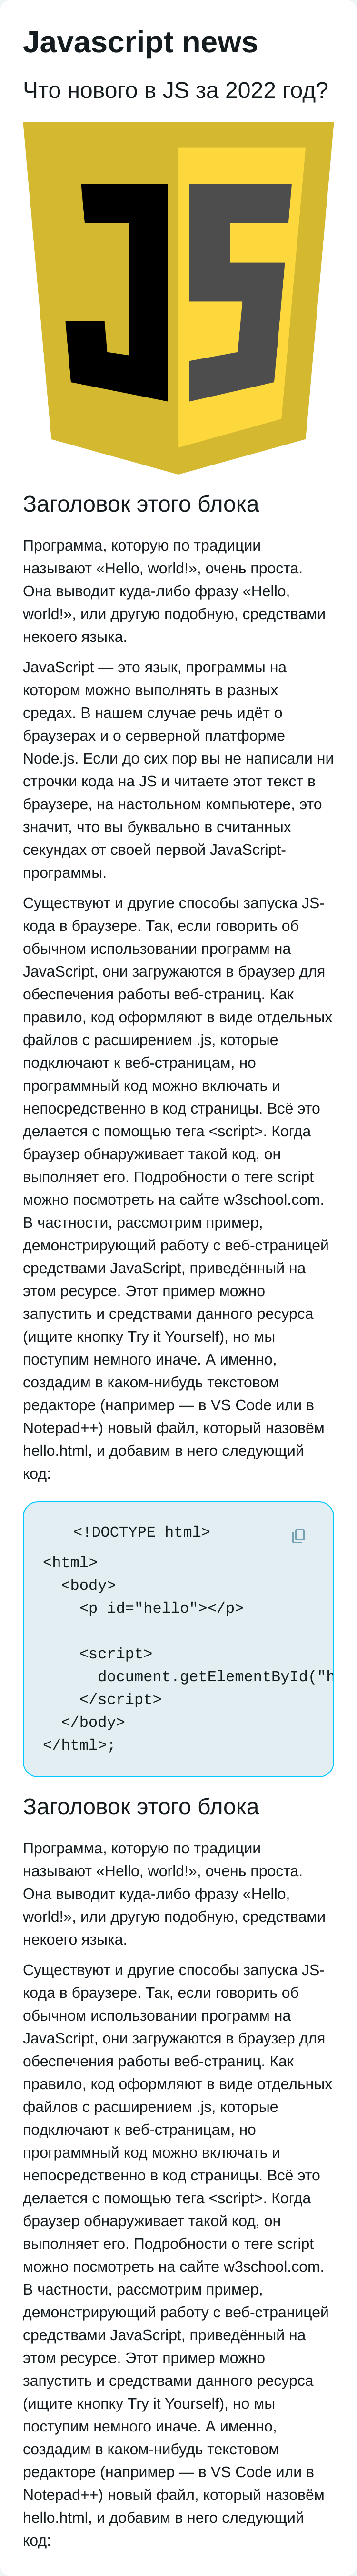 Javascript news
Что нового в JS за 2022 год?
JS
Заголовок этого блока
Программа, которую по традиции
называют «Hello, world!», очень проста.
Она выводит куда-либо фразу «Hello,
world!», или другую подобную, средствами
некоего языка.
JavaScript — это язык, программы на
котором можно выполнять в разных
средах. В нашем случае речь идёт о
браузерах и о серверной платформе
Node.js. Если до сих пор вы не написали ни
строчки кода на JS и читаете этот текст в
браузере, на настольном компьютере, это
значит, что вы буквально в считанных
секундах от своей первой JavaScript-
программы.
Существуют и другие способы запуска JS-
кода в браузере. Так, если говорить об
обычном использовании программ на
JavaScript, они загружаются в браузер для
обеспечения работы веб-страниц. Как
правило, код оформляют в виде отдельных
файлов с расширением .js, которые
подключают к веб-страницам, но
программный код можно включать и
непосредственно в код страницы. Всё это
делается с помощью тега <script>. Когда
браузер обнаруживает такой код, он
выполняет его. Подробности о теге script
можно посмотреть на сайте w3school.com.
В частности, рассмотрим пример,
демонстрирующий работу с веб-страницей
средствами JavaScript, приведённый на
этом ресурсе. Этот пример можно
запустить и средствами данного ресурса
(ищите кнопку Try it Yourself), но мы
поступим немного иначе. А именно,
создадим в каком-нибудь текстовом
редакторе (например — в VS Code или в
Notepad++) новый файл, который назовём
hello.html, и добавим в него следующий
код:
<!DOCTYPE html>
<html>
<body>
<p id="hello"></p>
<script>
document.getElementById("h
</script>
</body>
</html>;
Заголовок этого блока
Программа, которую по традиции
называют «Hello, world!», очень проста.
Она выводит куда-либо фразу «Hello,
world!», или другую подобную, средствами
некоего языка.
Существуют и другие способы запуска JS-
кода в браузере. Так, если говорить об
обычном использовании программ на
JavaScript, они загружаются в браузер для
обеспечения работы веб-страниц. Как
правило, код оформляют в виде отдельных
файлов с расширением .js, которые
подключают к веб-страницам, но
программный код можно включать и
непосредственно в код страницы. Всё это
делается с помощью тега <script>. Когда
браузер обнаруживает такой код, он
выполняет его. Подробности о теге script
можно посмотреть на сайте w3school.com.
В частности, рассмотрим пример,
демонстрирующий работу с веб-страницей
средствами JavaScript, приведённый на
этом ресурсе. Этот пример можно
запустить и средствами данного ресурса
(ищите кнопку Try it Yourself), но мы
поступим немного иначе. А именно,
создадим в каком-нибудь текстовом
редакторе (например — в VS Code или в
Notepad++) новый файл, который назовём
hello.html, и добавим в него следующий
код: